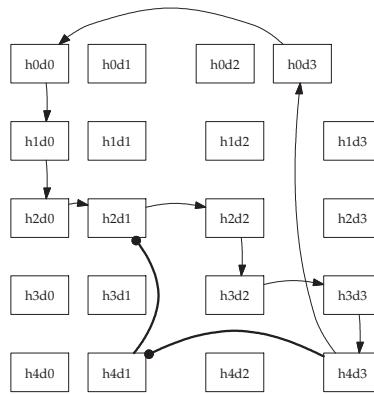 h0d0 h0d1 h0d2 h0d3
h1d0 h1d1 h1d2 h1d3
h2d0 h2d1 h2d2 h2d3
h3d0 h3d1 h3d2 h3d3
h4d0 h4d1 h4d2 h4d3